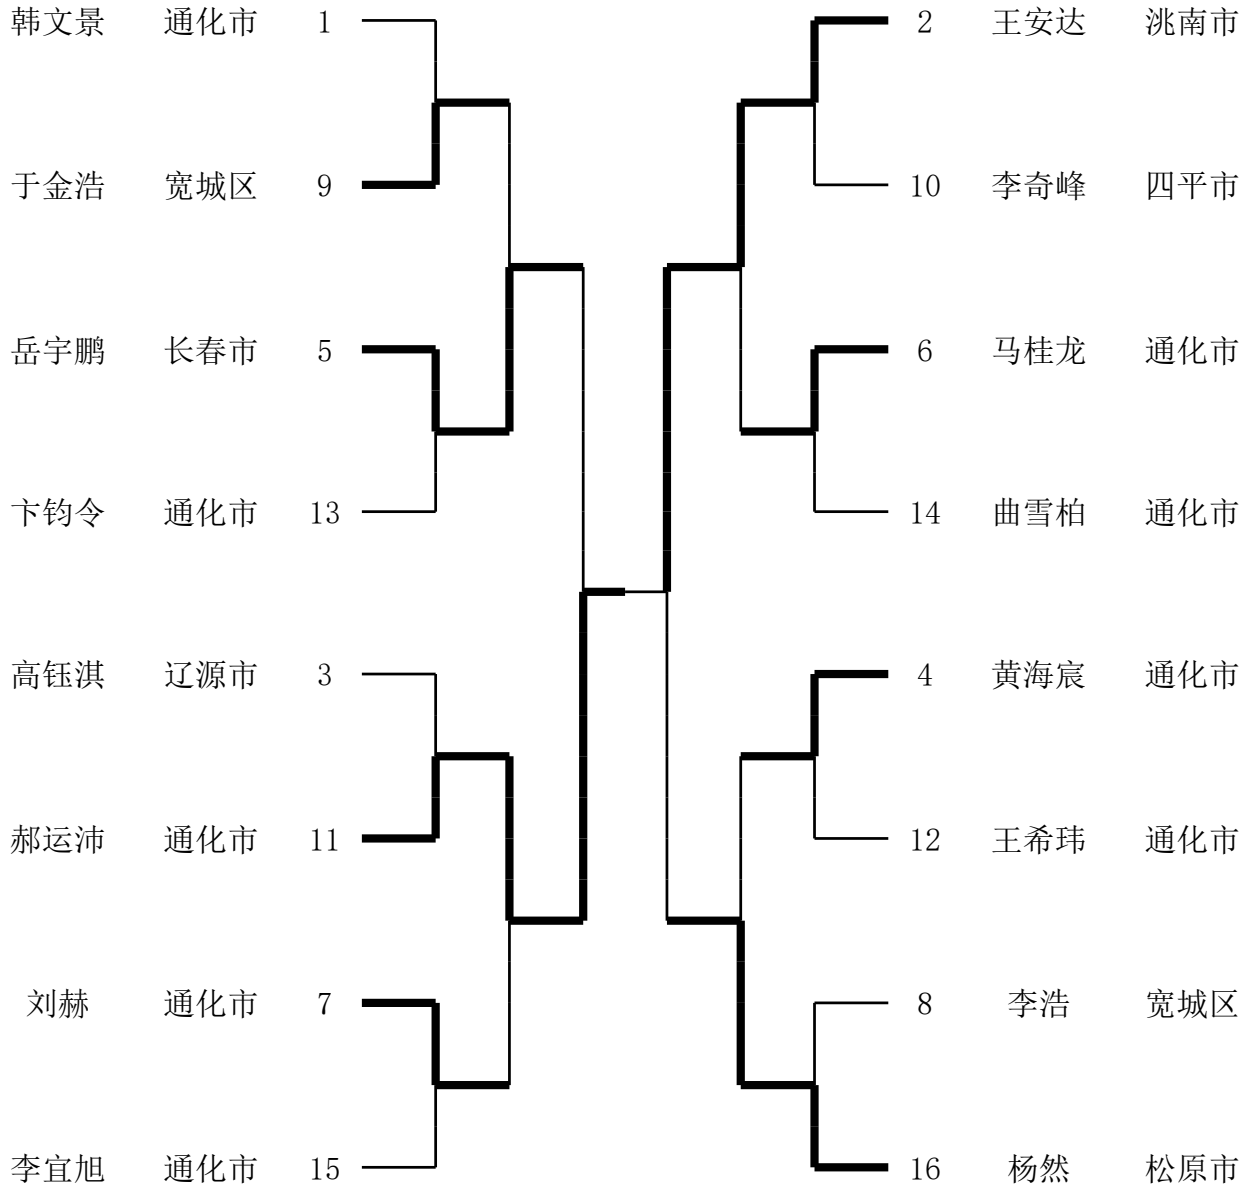 韩文景 通化市 1 2 王安达 洮南市
于金浩 宽城区 9 10 李奇峰 四平市
岳宇鹏 长春市 5 6 马桂龙 通化市
卞钧令 通化市 13 14 曲雪柏 通化市
高钰淇 辽源市 3 4 黄海宸 通化市
郝运沛 通化市 11 12 王希玮 通化市
刘赫 通化市 7 8 李浩 宽城区
李宜旭 通化市 15 16 杨然 松原市